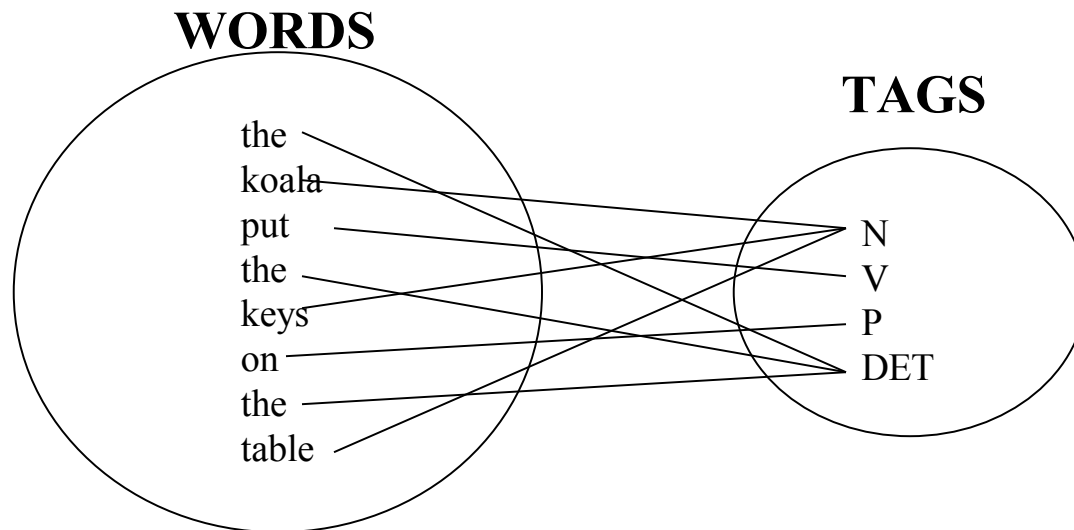 WORDS
the
koala
put
the
keys
on
the
table
TAGS
N
V
P
DET